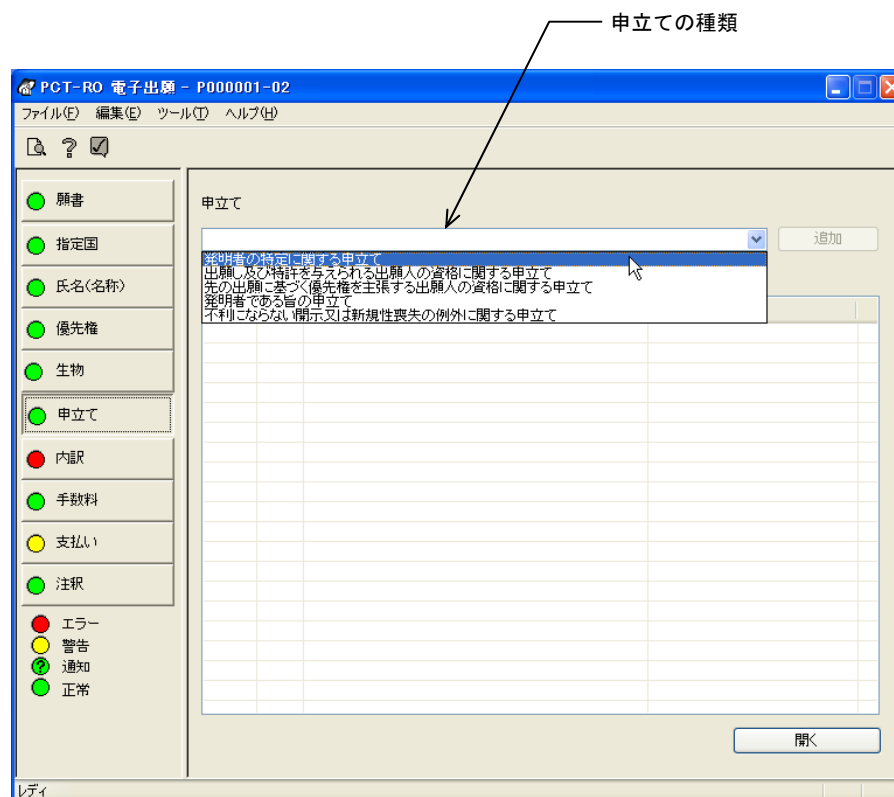 申立ての種類
PCT-RO 電子出願 - P000001-02
ファイル(F) 編集(E) ツール(T) ヘルプ(H)
願書
指定国
氏名(名称)
優先権
生物
申立て
内訳
手数料
支払い
注釈
エラー
警告
通知
正常
申立て
追加
発明者の特定に関する申立て
出願し及び特許を与えられる出願人の資格に関する申立て
先の出願に基づく優先権を主張する出願人の資格に関する申立て
発明者である旨の申立て
不利にならない開示又は新規性喪失の例外に関する申立て
開く
レディ